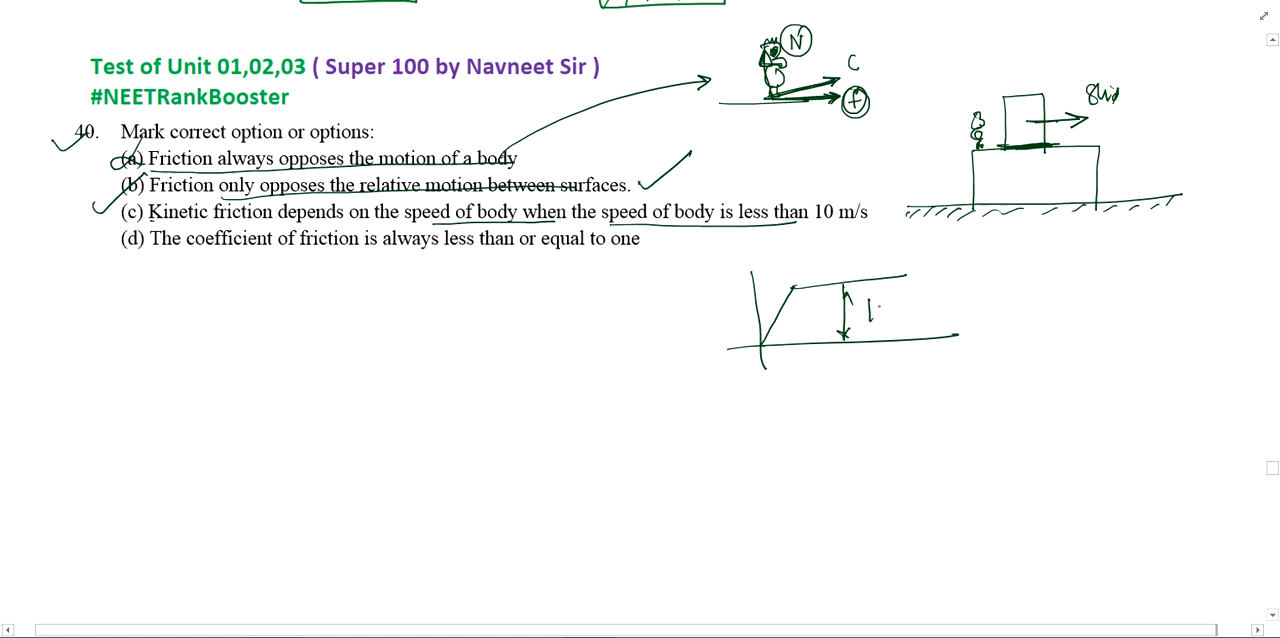 Test of Unit 01,02,03 ( Super 100 by Navneet Sir )
#NEETRankBooster
40. Mark correct option or options:
(a) Friction always opposes the motion of a body
(b) Friction only opposes the relative motion between surfaces.
(c) Kinetic friction depends on the speed of body when the speed of body is less than 10 m/s
(d) The coefficient of friction is always less than or equal to one
N
C
f